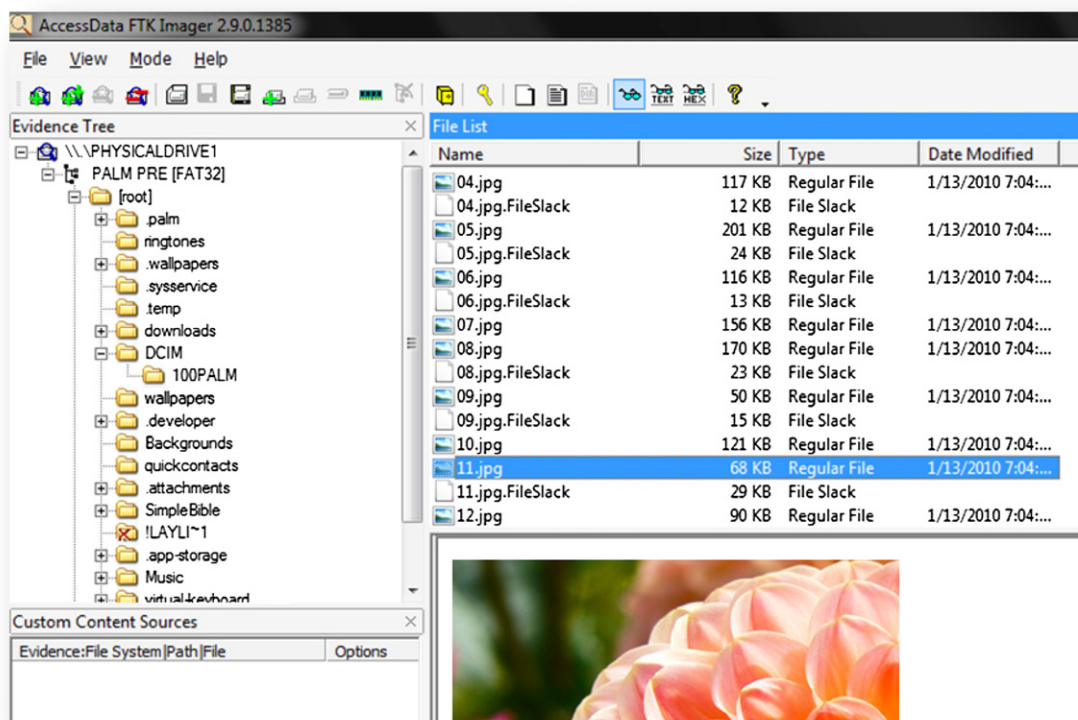 AccessData FTK Imager 2.9.0.1385
File View Mode Help
Evidence Tree
\\.\PHYSICALDRIVE1
PALM PRE [FAT32]
[root]
.palm
ringtones
.wallpapers
.sysservice
.temp
downloads
DCIM
100PALM
wallpapers
.developer
Backgrounds
quickcontacts
.attachments
SimpleBible
!LAYLI~1
.app-storage
Music
virtual-keyboard
Custom Content Sources
Evidence:File System|Path|File Options
File List
Name Size Type Date Modified
04.jpg 117 KB Regular File 1/13/2010 7:04:...
04.jpg.FileSlack 12 KB File Slack
05.jpg 201 KB Regular File 1/13/2010 7:04:...
05.jpg.FileSlack 24 KB File Slack
06.jpg 116 KB Regular File 1/13/2010 7:04:...
06.jpg.FileSlack 13 KB File Slack
07.jpg 156 KB Regular File 1/13/2010 7:04:...
08.jpg 170 KB Regular File 1/13/2010 7:04:...
08.jpg.FileSlack 23 KB File Slack
09.jpg 50 KB Regular File 1/13/2010 7:04:...
09.jpg.FileSlack 15 KB File Slack
10.jpg 121 KB Regular File 1/13/2010 7:04:...
11.jpg 68 KB Regular File 1/13/2010 7:04:...
11.jpg.FileSlack 29 KB File Slack
12.jpg 90 KB Regular File 1/13/2010 7:04:...
TEXT HEX